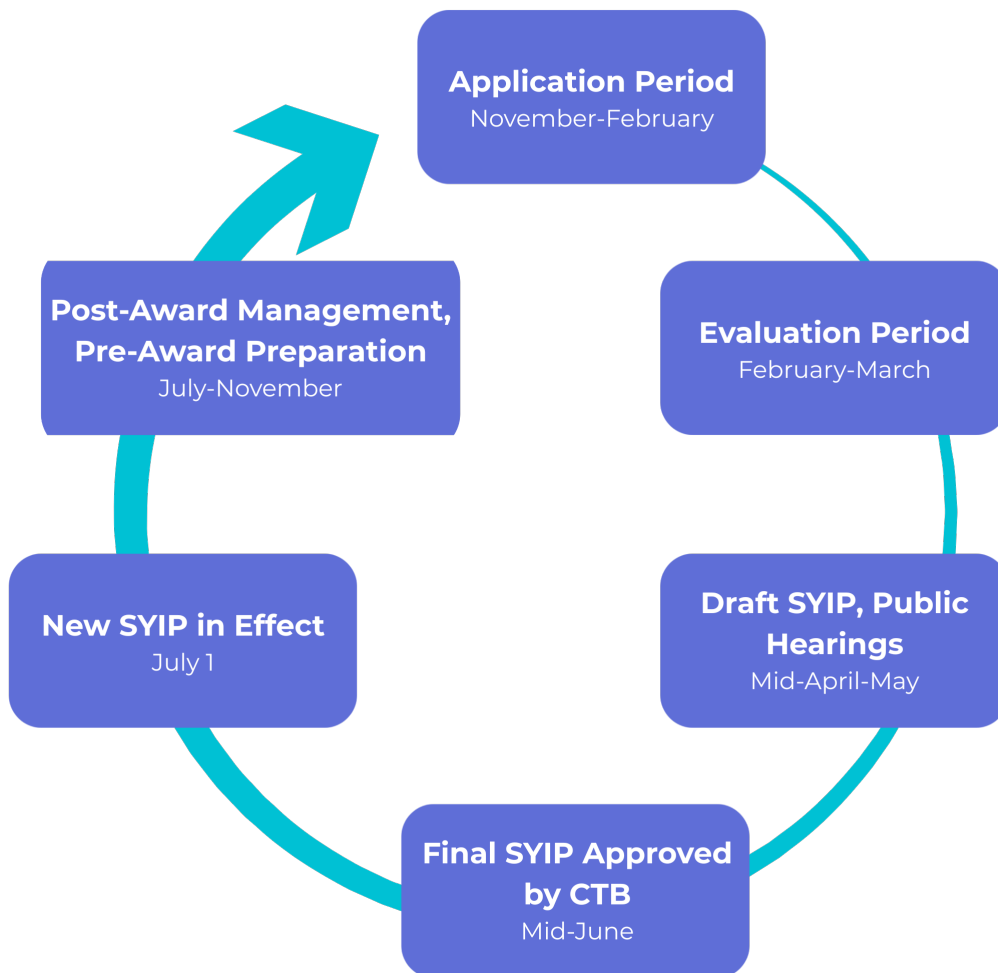 Application Period
November-February
Evaluation Period
February-March
Draft SYIP, Public
Hearings
Mid-April-May
Final SYIP Approved
by CTB
Mid-June
New SYIP in Effect
July 1
Post-Award Management,
Pre-Award Preparation
July-November